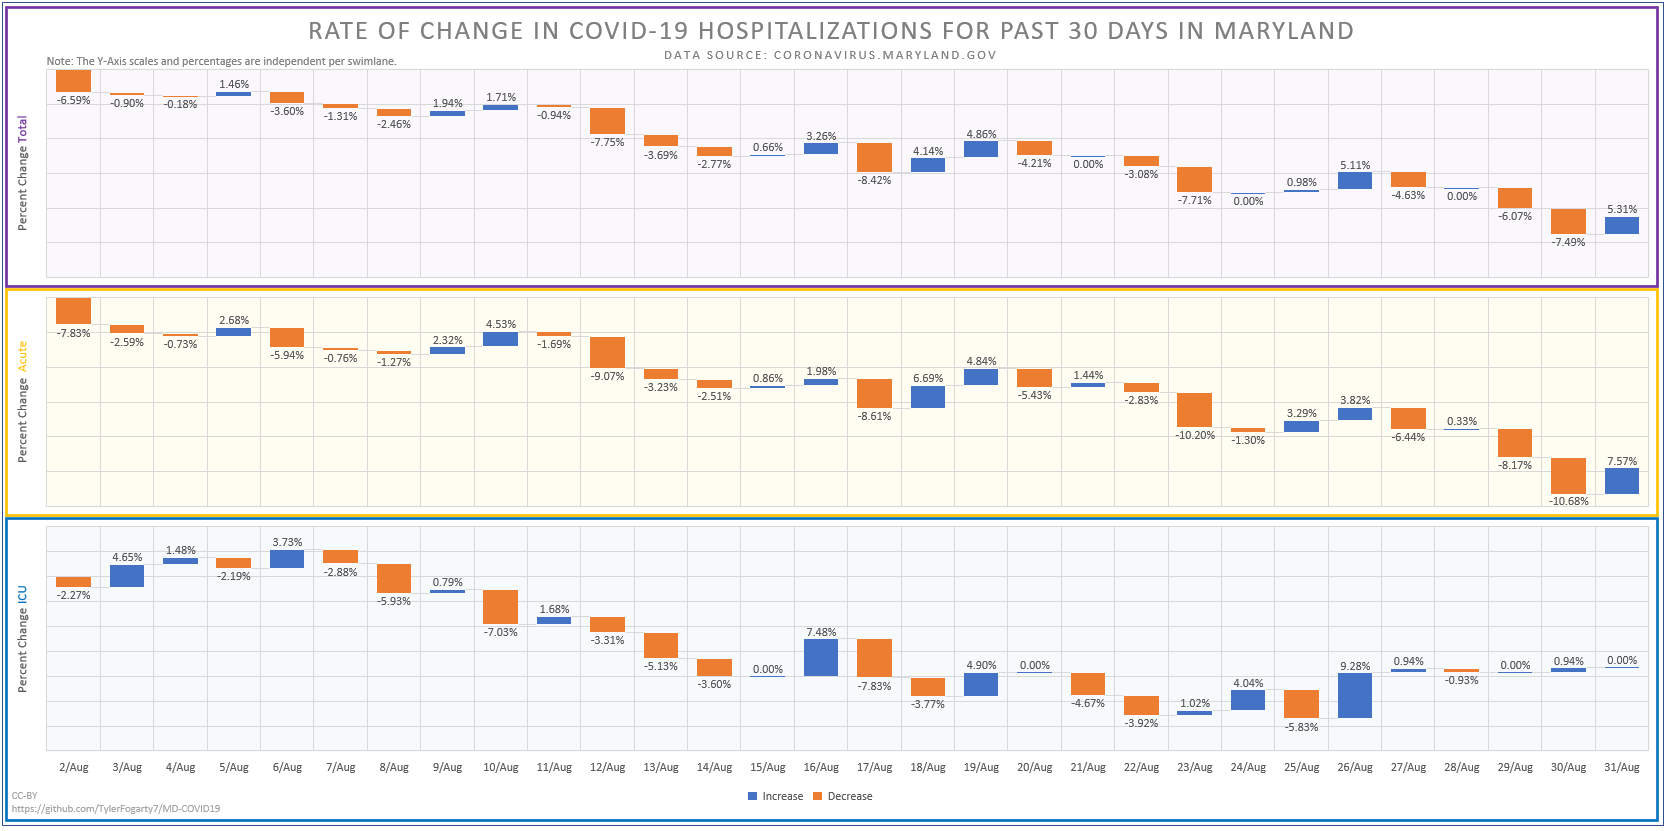 RATE OF CHANGE IN COVID-19 HOSPITALIZATIONS FOR PAST 30 DAYS IN MARYLAND
DATA SOURCE: CORONAVIRUS.MARYLAND.GOV
Note: The Y-Axis scales and percentages are independent per swimlane.
Percent Change Total
-6.59% -0.90% -0.18% 1.46% -3.60% -1.31% -2.46% 1.94% 1.71% -0.94% -7.75% -3.69% -2.77% 0.66% 3.26% -8.42% 4.14% 4.86% -4.21% 0.00% -3.08% -7.71% 0.00% 0.98% 5.11% -4.63% 0.00% -6.07% -7.49% 5.31%
Percent Change Acute
-7.83% -2.59% -0.73% 2.68% -5.94% -0.76% -1.27% 2.32% 4.53% -1.69% -9.07% -3.23% -2.51% 0.86% 1.98% -8.61% 6.69% 4.84% -5.43% 1.44% -2.83% -10.20% -1.30% 3.29% 3.82% -6.44% 0.33% -8.17% -10.68% 7.57%
Percent Change ICU
-2.27% 4.65% 1.48% -2.19% 3.73% -2.88% -5.93% 0.79% -7.03% 1.68% -3.31% -5.13% -3.60% 0.00% 7.48% -7.83% -3.77% 4.90% 0.00% -4.67% -3.92% 1.02% 4.04% -5.83% 9.28% 0.94% -0.93% 0.00% 0.94% 0.00%
2/Aug 3/Aug 4/Aug 5/Aug 6/Aug 7/Aug 8/Aug 9/Aug 10/Aug 11/Aug 12/Aug 13/Aug 14/Aug 15/Aug 16/Aug 17/Aug 18/Aug 19/Aug 20/Aug 21/Aug 22/Aug 23/Aug 24/Aug 25/Aug 26/Aug 27/Aug 28/Aug 29/Aug 30/Aug 31/Aug
Increase Decrease
CC-BY
https://github.com/TylerFogarty7/MD-COVID19